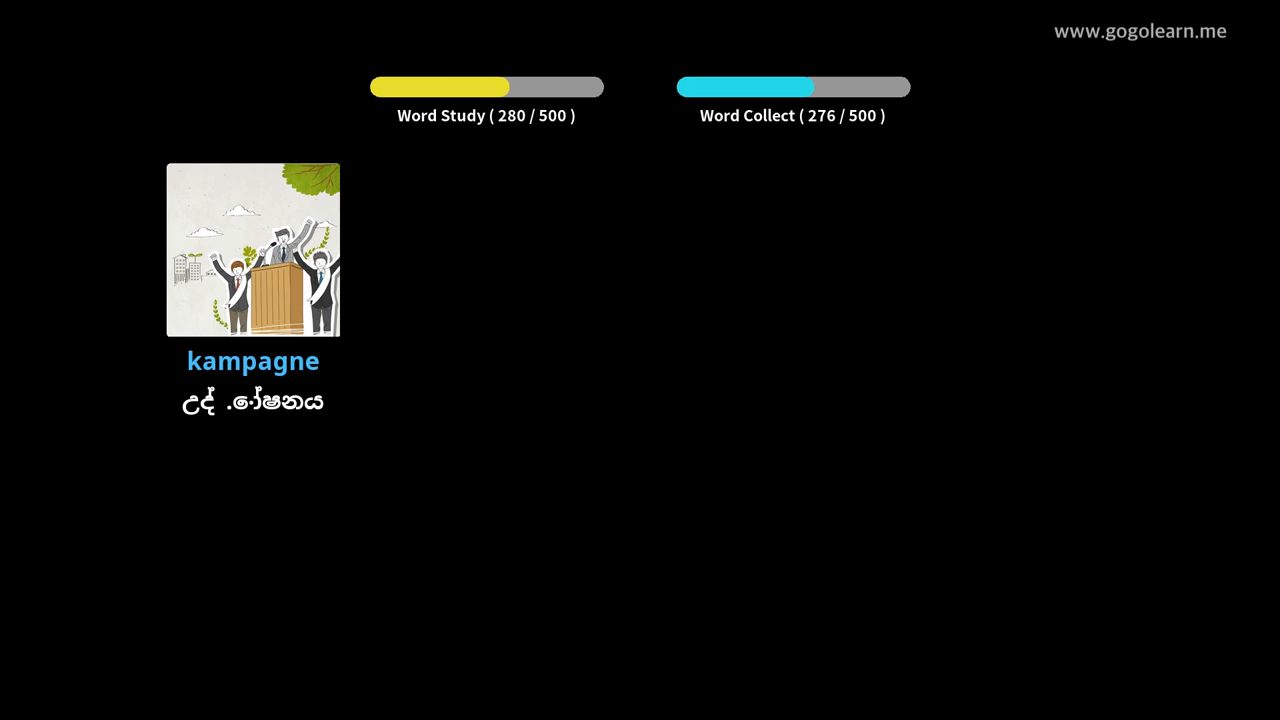 www.gogolearn.me
Word Study ( 280 / 500 )
Word Collect ( 276 / 500 )
kampagne
උද් .ෝෂනය